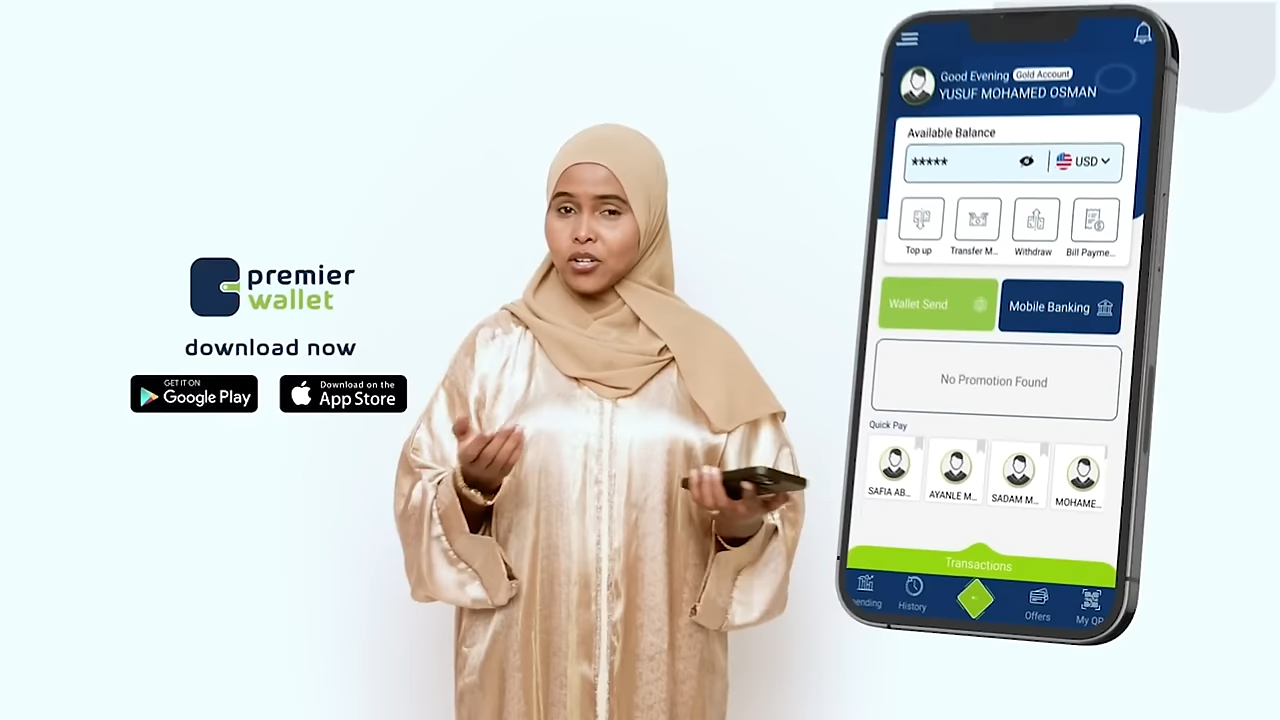 premier
wallet
download now
GET IT ON
Google Play
Download on the
App Store
Good Evening Gold Account
YUSUF MOHAMED OSMAN
Available Balance
***** USD
Top up Transfer M... Withdraw Bill Payme...
Wallet Send Mobile Banking
No Promotion Found
Quick Pay
SAFIA AB... AYANLE M... SADAM M... MOHAME...
Transactions
ending History Offers My QP